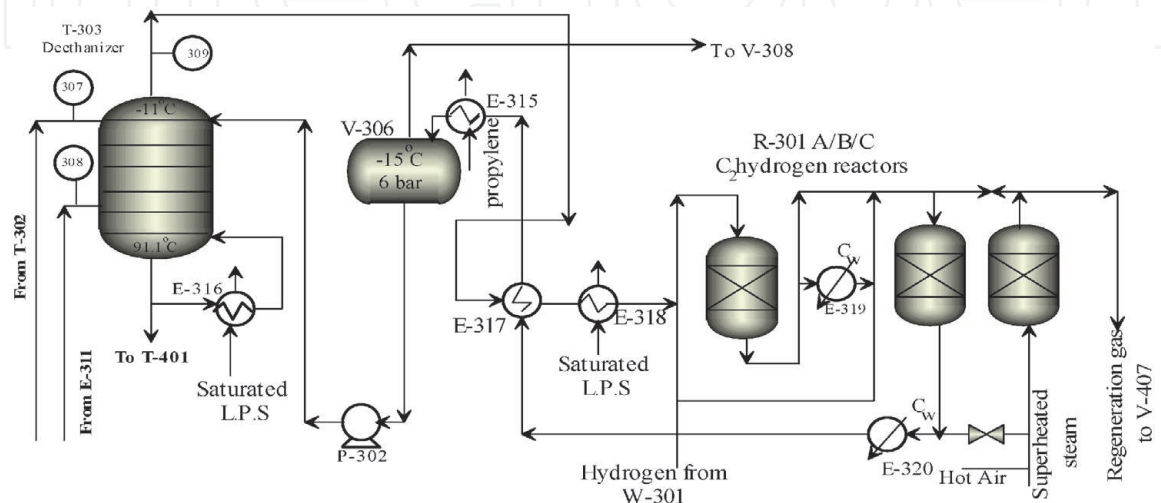 T-303
Deethanizer
309
307
-11°C
308
91.1°C
From T-302
From E-311
E-316
To T-401
Saturated
L.P.S
To V-308
E-315
V-306
-15°C
6 bar
propylene
R-301 A/B/C
C₂hydrogen reactors
E-317
E-318
Saturated
L.P.S
Cw
E-319
P-302
Cw
E-320
Hydrogen from
W-301
Hot Air
Superheated
steam
Regeneration gas
to V-407